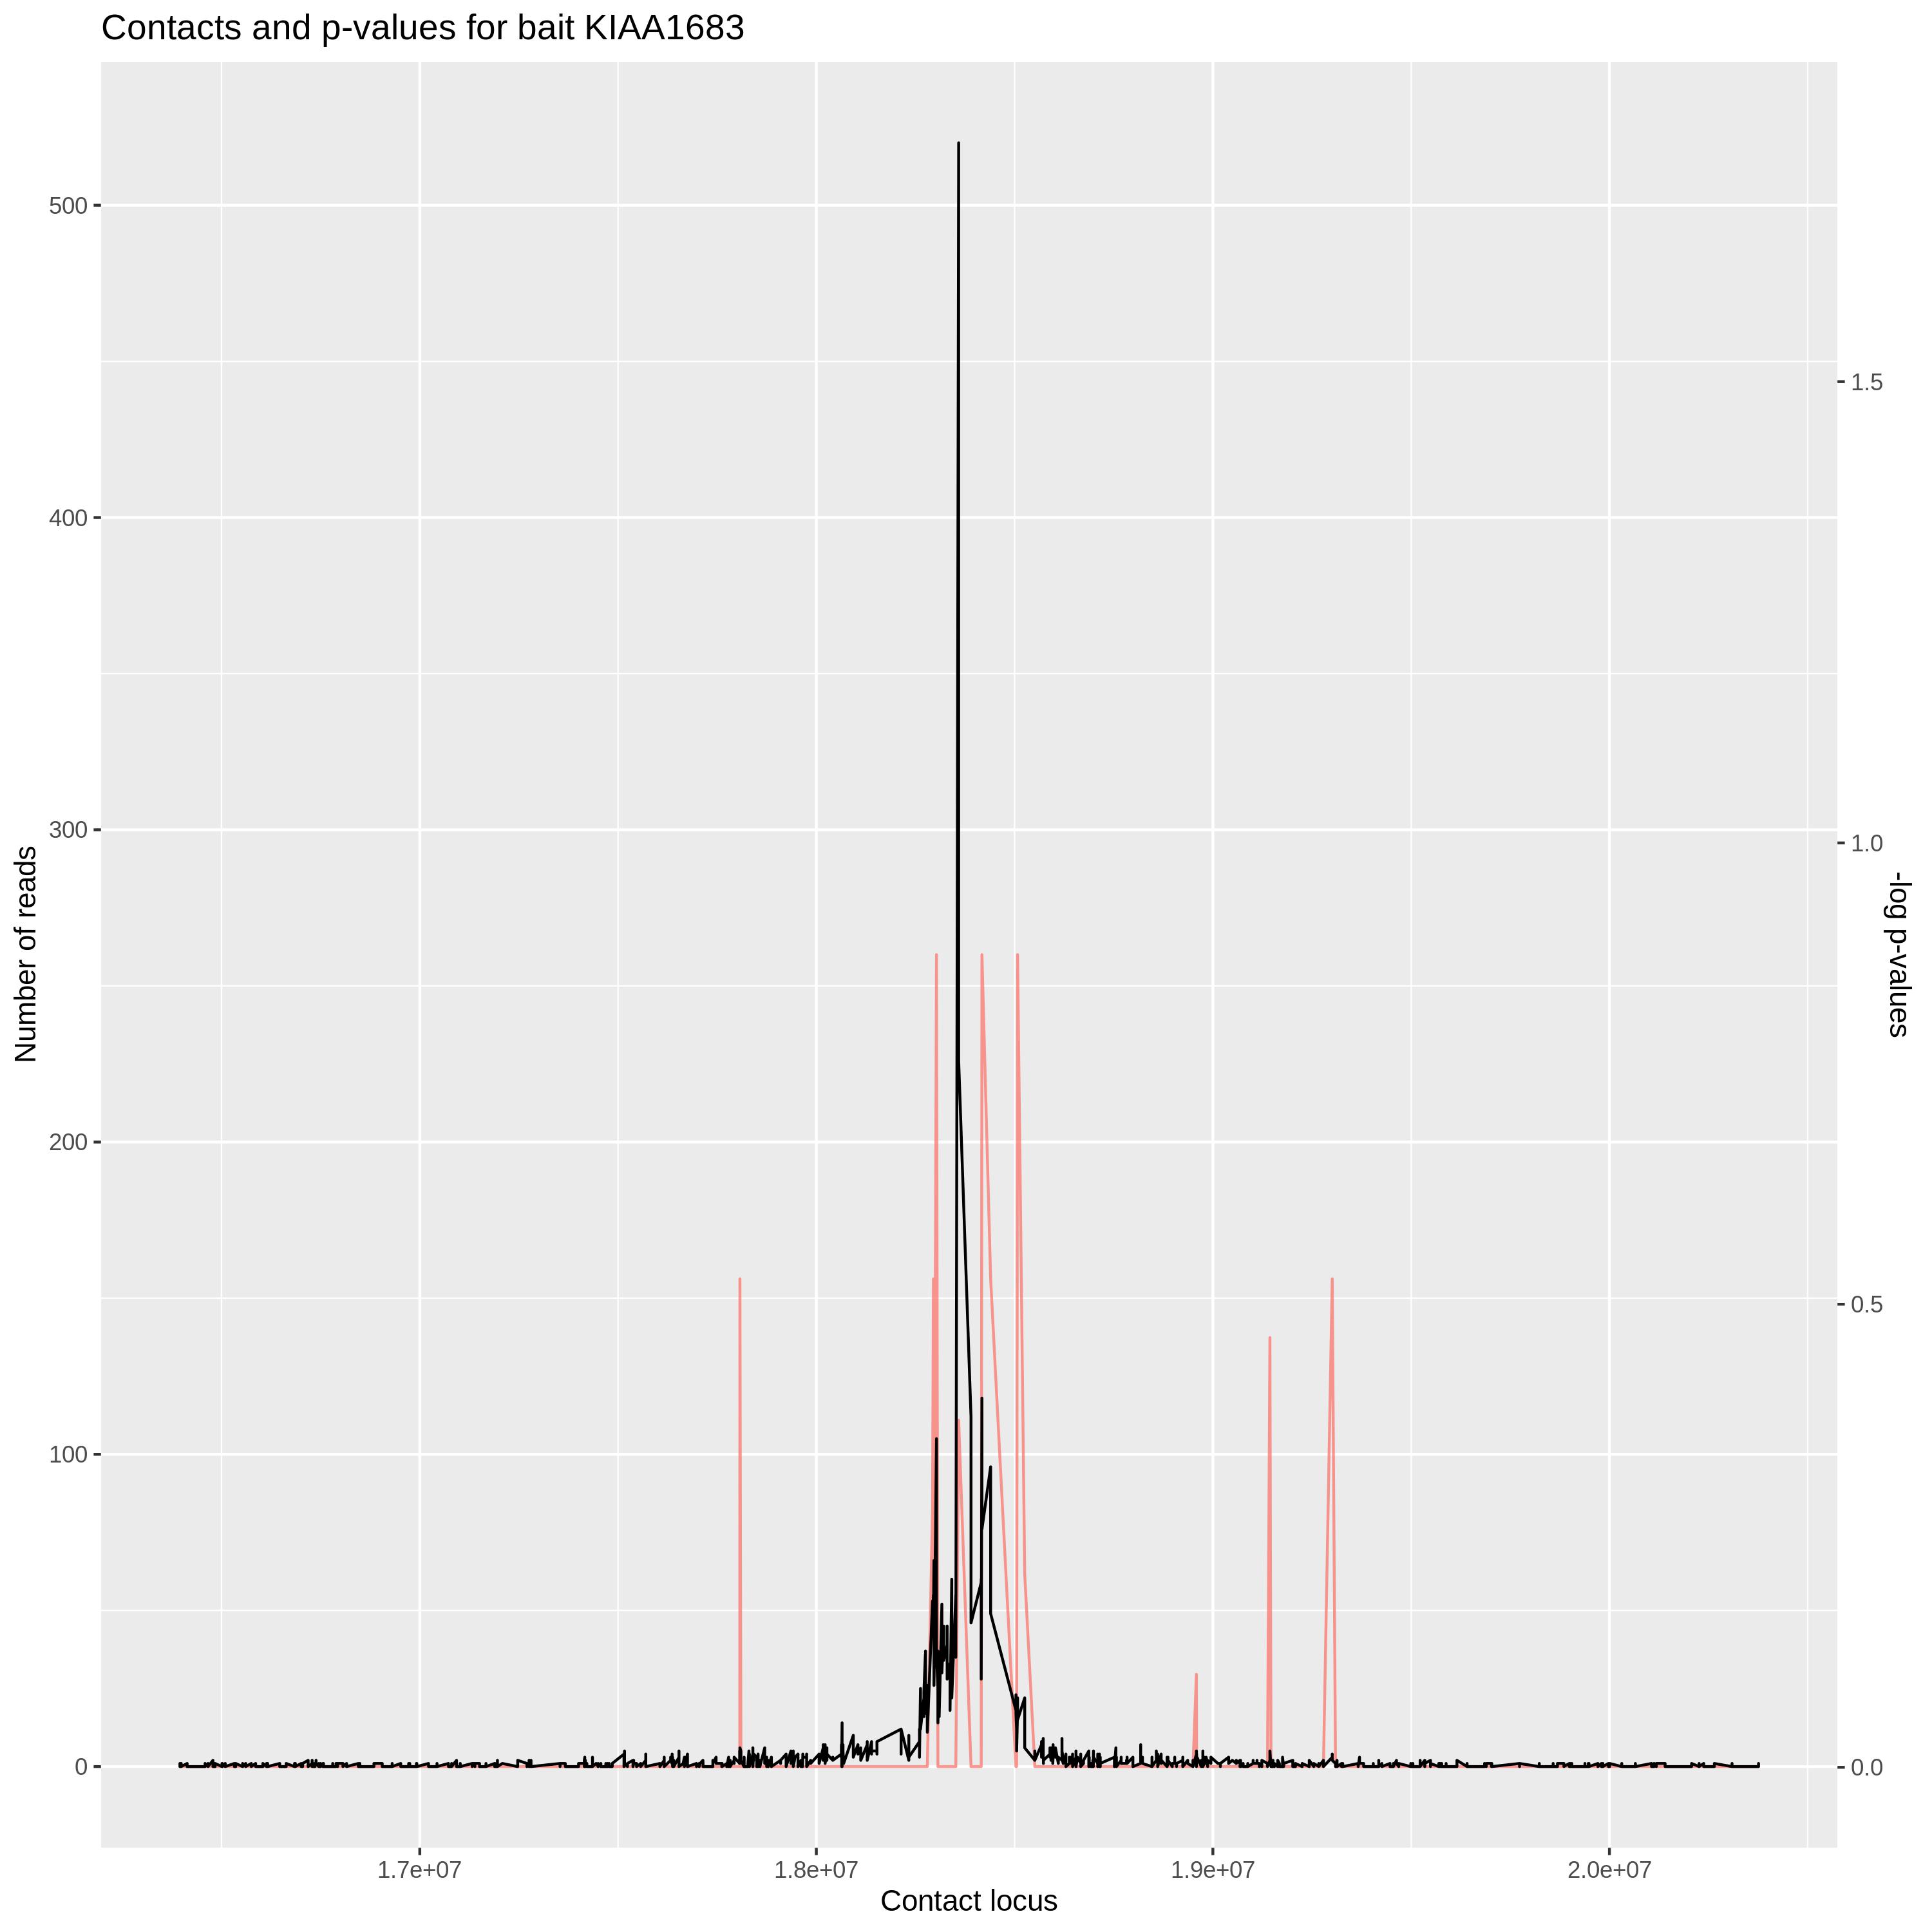 Contacts and p-values for bait KIAA1683
Number of reads
500
400
300
200
100
0
1.5
1.0
0.5
0.0
-log p-values
1.7e+07
1.8e+07
1.9e+07
2.0e+07
Contact locus